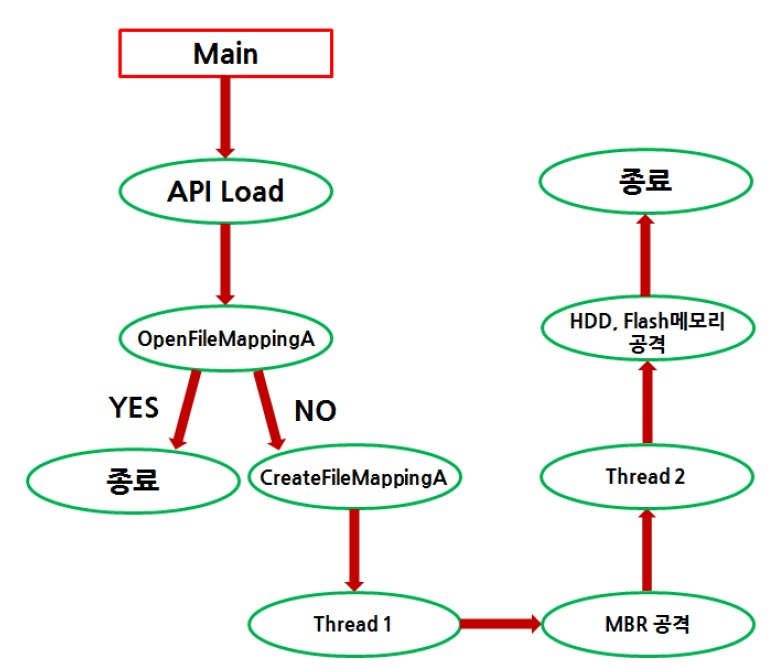 Main
API Load
OpenFileMappingA
YES
NO
종료
CreateFileMappingA
Thread 1
MBR 공격
Thread 2
HDD, Flash메모리
공격
종료